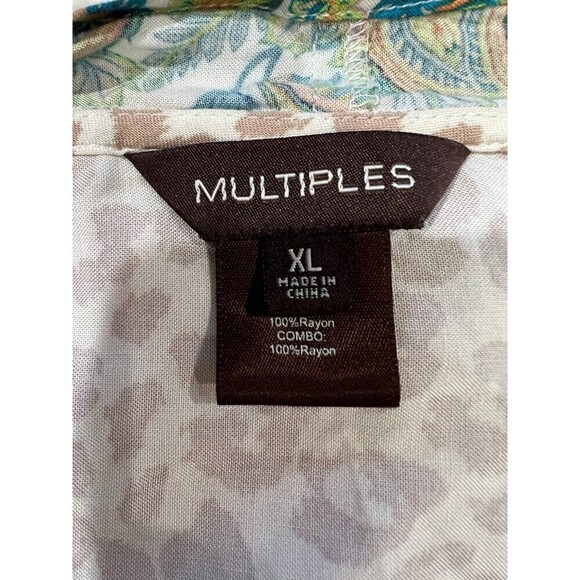 MULTIPLES
XL
MADE IN
CHINA
100%Rayon
COMBO:
100%Rayon